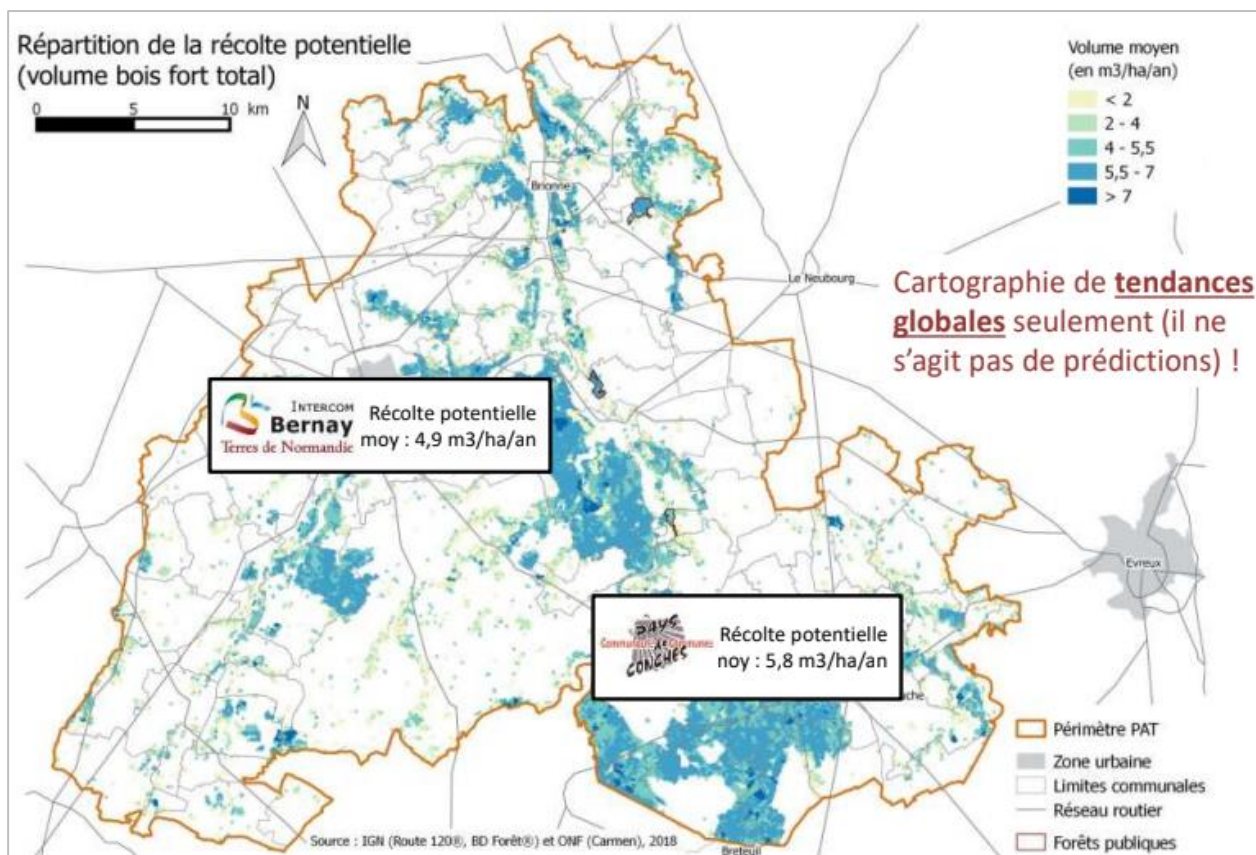 Répartition de la récolte potentielle
(volume bois fort total)
0 5 10 km
N
Volume moyen
(en m3/ha/an)
< 2
2 - 4
4 - 5,5
5,5 - 7
> 7
Brionne
Le Neubourg
Cartographie de tendances
globales seulement (il ne
s'agit pas de prédictions) !
INTERCOM
Bernay
Terres de Normandie
Récolte potentielle
moy : 4,9 m3/ha/an
Evreux
PAYS
Communauté de Communes
CONCHES
Récolte potentielle
noy : 5,8 m3/ha/an
uche
Périmètre PAT
Zone urbaine
Limites communales
Réseau routier
Forêts publiques
Source : IGN (Route 120®, BD Forêt®) et ONF (Carmen), 2018
Breteuil